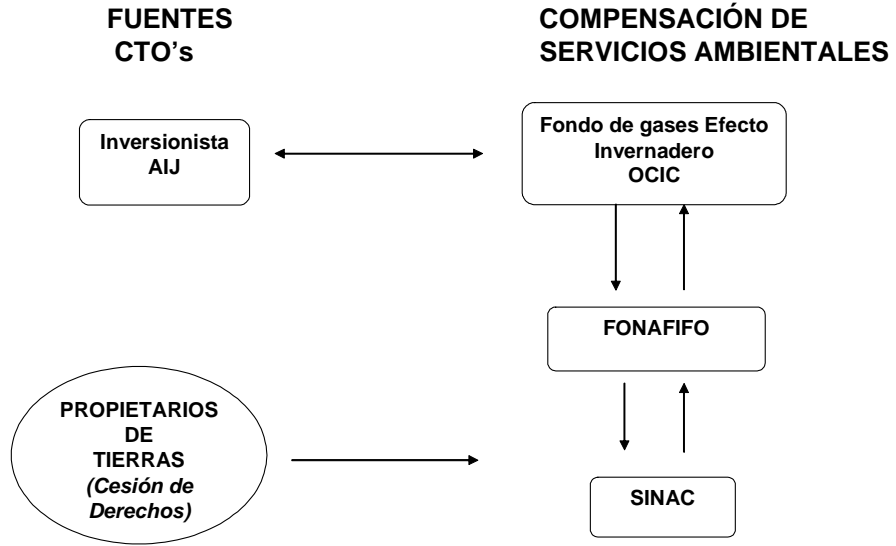 FUENTES
CTO's
COMPENSACIÓN DE
SERVICIOS AMBIENTALES
Inversionista
AIJ
Fondo de gases Efecto
Invernadero
OCIC
FONAFIFO
PROPIETARIOS
DE
TIERRAS
(Cesión de
Derechos)
SINAC